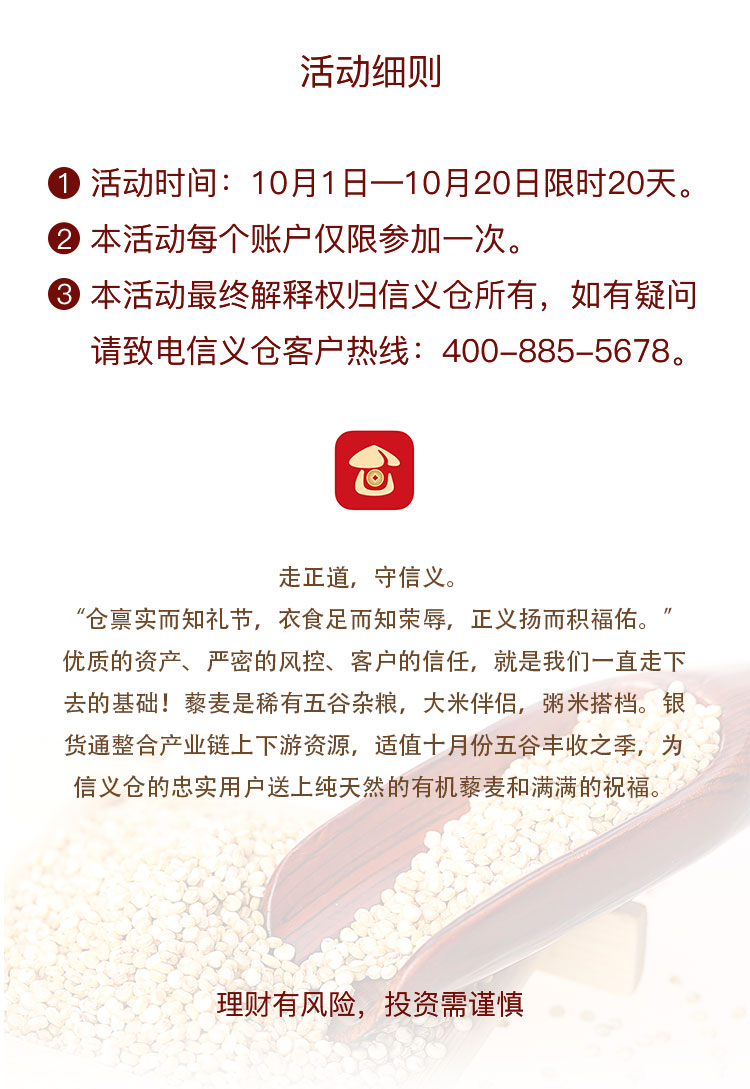 活动细则
1 活动时间：10月1日—10月20日限时20天。
2 本活动每个账户仅限参加一次。
3 本活动最终解释权归信义仓所有，如有疑问
请致电信义仓客户热线：400-885-5678。
走正道，守信义。
“仓禀实而知礼节，衣食足而知荣辱，正义扬而积福佑。”
优质的资产、严密的风控、客户的信任，就是我们一直走下
去的基础！藜麦是稀有五谷杂粮，大米伴侣，粥米搭档。银
货通整合产业链上下游资源，适值十月份五谷丰收之季，为
信义仓的忠实用户送上纯天然的有机藜麦和满满的祝福。
理财有风险，投资需谨慎